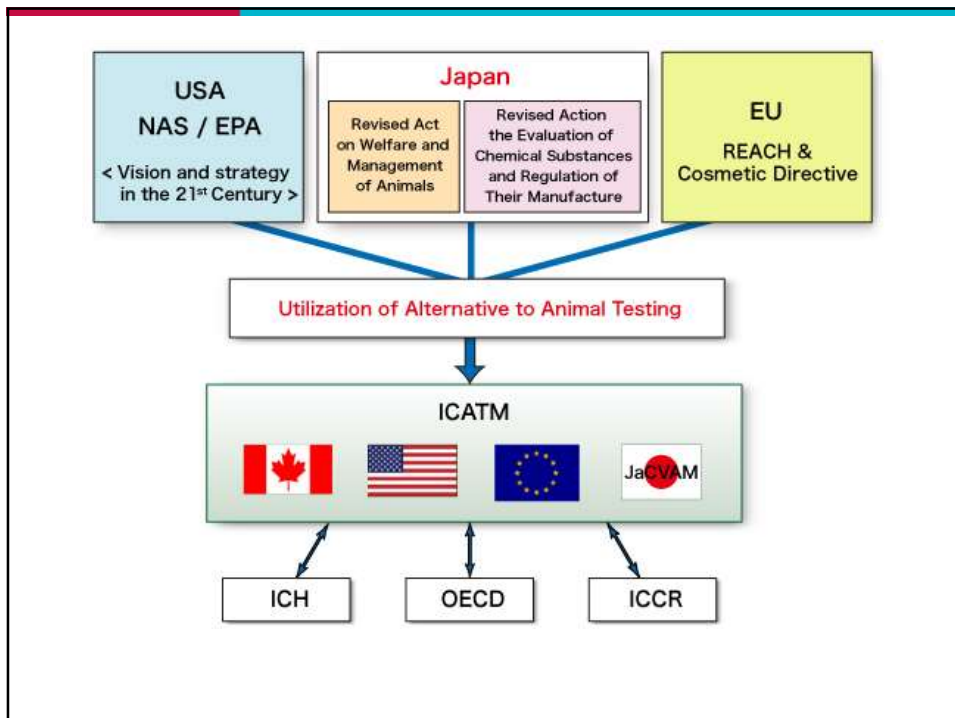 USA
NAS / EPA
< Vision and strategy
in the 21st Century >
Japan
Revised Act
on Welfare and
Management
of Animals
Revised Action
the Evaluation of
Chemical Substances
and Regulation of
Their Manufacture
EU
REACH &
Cosmetic Directive
Utilization of Alternative to Animal Testing
ICATM
JaCVAM
ICH
OECD
ICCR